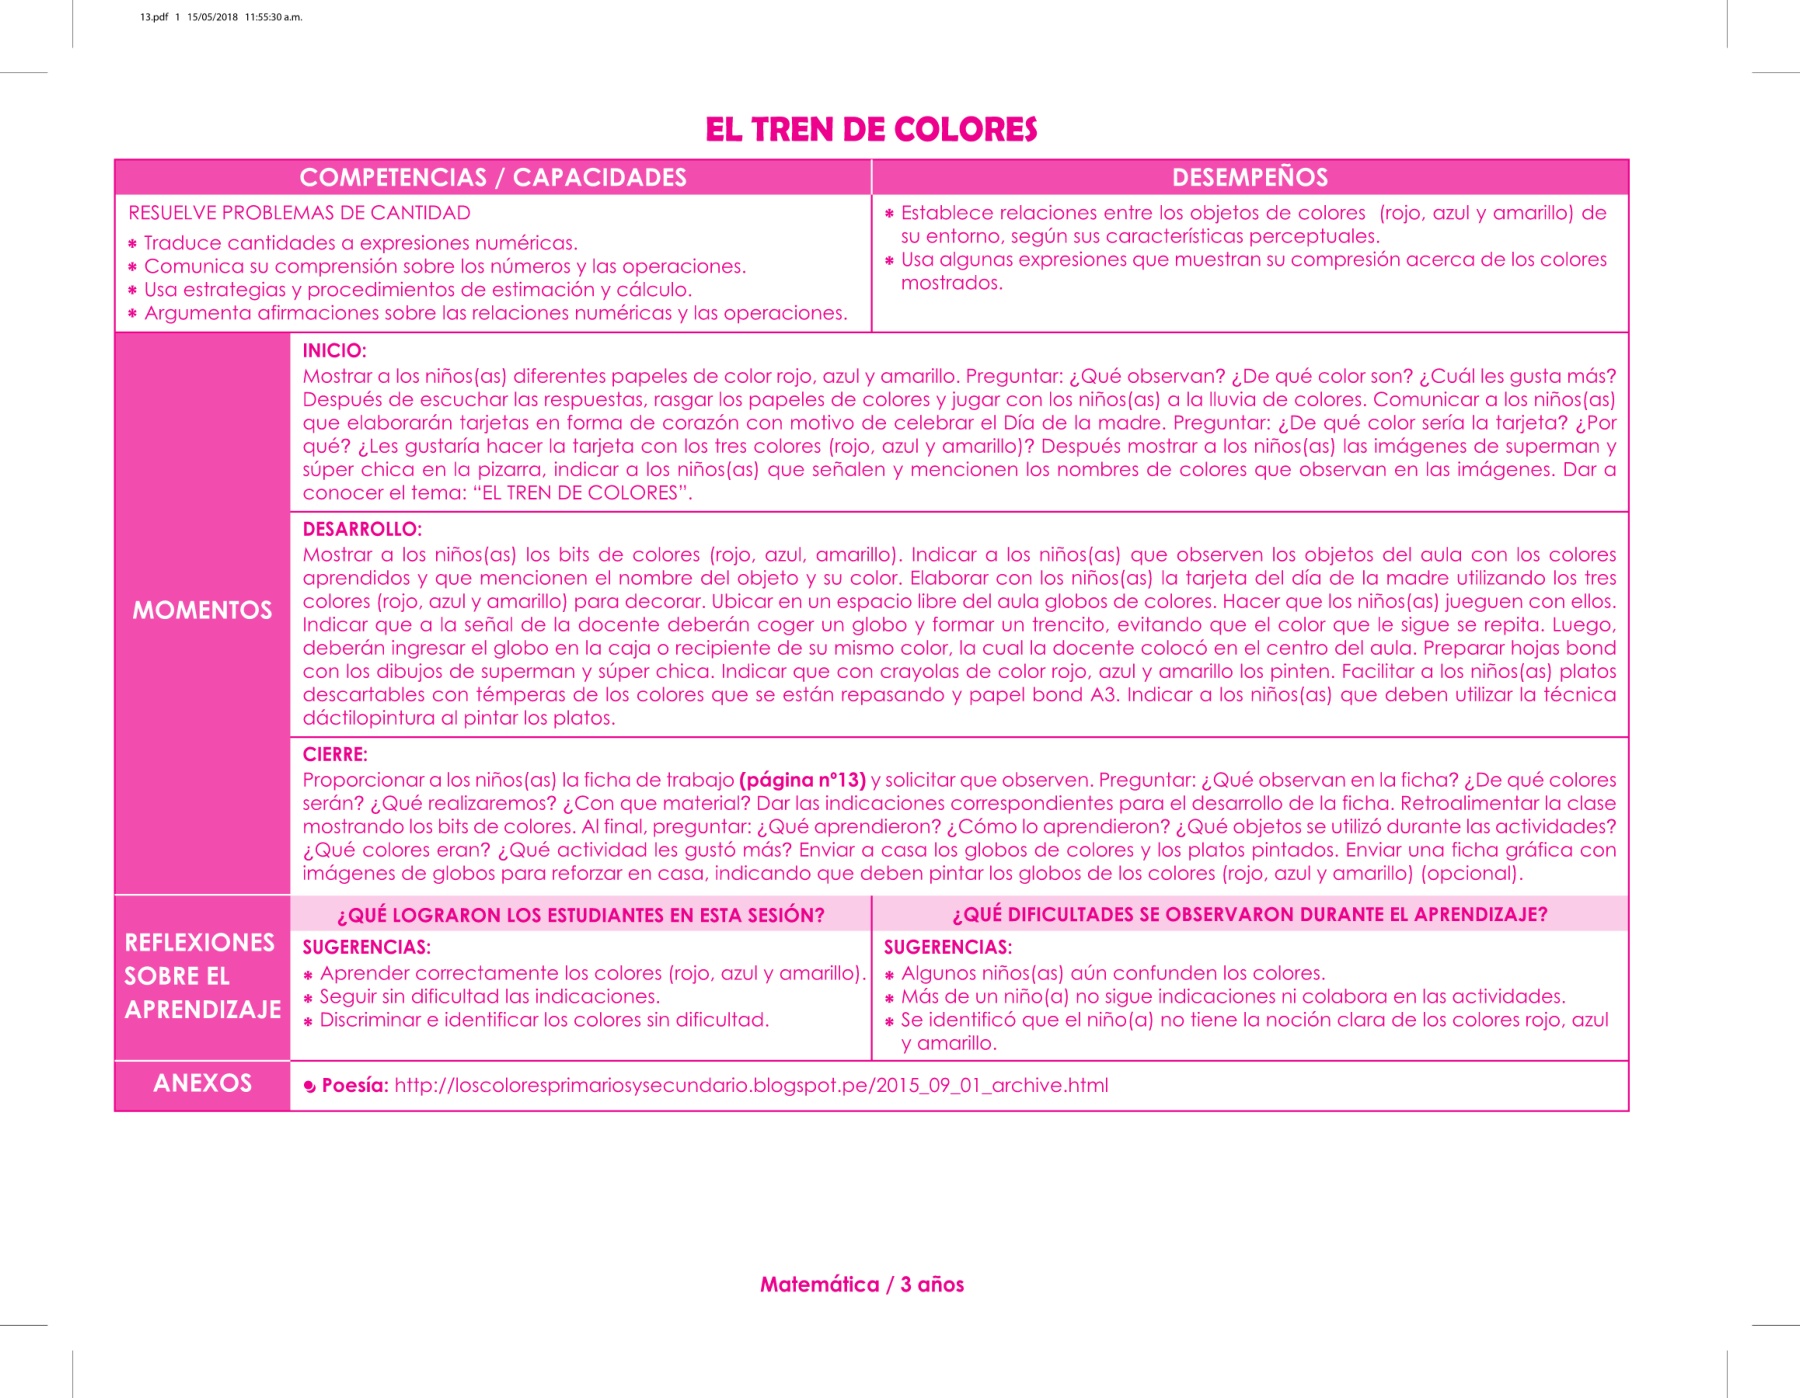 13.pdf 1 15/05/2018 11:55:30 a.m.
EL TREN DE COLORES
COMPETENCIAS / CAPACIDADES
DESEMPEÑOS
RESUELVE PROBLEMAS DE CANTIDAD
* Traduce cantidades a expresiones numéricas.
* Comunica su comprensión sobre los números y las operaciones.
* Usa estrategias y procedimientos de estimación y cálculo.
* Argumenta afirmaciones sobre las relaciones numéricas y las operaciones.
* Establece relaciones entre los objetos de colores (rojo, azul y amarillo) de
su entorno, según sus características perceptuales.
* Usa algunas expresiones que muestran su compresión acerca de los colores
mostrados.
MOMENTOS
INICIO:
Mostrar a los niños(as) diferentes papeles de color rojo, azul y amarillo. Preguntar: ¿Qué observan? ¿De qué color son? ¿Cuál les gusta más?
Después de escuchar las respuestas, rasgar los papeles de colores y jugar con los niños(as) a la lluvia de colores. Comunicar a los niños(as)
que elaborarán tarjetas en forma de corazón con motivo de celebrar el Día de la madre. Preguntar: ¿De qué color sería la tarjeta? ¿Por
qué? ¿Les gustaría hacer la tarjeta con los tres colores (rojo, azul y amarillo)? Después mostrar a los niños(as) las imágenes de superman y
súper chica en la pizarra, indicar a los niños(as) que señalen y mencionen los nombres de colores que observan en las imágenes. Dar a
conocer el tema: “EL TREN DE COLORES”.
DESARROLLO:
Mostrar a los niños(as) los bits de colores (rojo, azul, amarillo). Indicar a los niños(as) que observen los objetos del aula con los colores
aprendidos y que mencionen el nombre del objeto y su color. Elaborar con los niños(as) la tarjeta del día de la madre utilizando los tres
colores (rojo, azul y amarillo) para decorar. Ubicar en un espacio libre del aula globos de colores. Hacer que los niños(as) jueguen con ellos.
Indicar que a la señal de la docente deberán coger un globo y formar un trencito, evitando que el color que le sigue se repita. Luego,
deberán ingresar el globo en la caja o recipiente de su mismo color, la cual la docente colocó en el centro del aula. Preparar hojas bond
con los dibujos de superman y súper chica. Indicar que con crayolas de color rojo, azul y amarillo los pinten. Facilitar a los niños(as) platos
descartables con témperas de los colores que se están repasando y papel bond A3. Indicar a los niños(as) que deben utilizar la técnica
dáctilopintura al pintar los platos.
CIERRE:
Proporcionar a los niños(as) la ficha de trabajo (página nº13) y solicitar que observen. Preguntar: ¿Qué observan en la ficha? ¿De qué colores
serán? ¿Qué realizaremos? ¿Con que material? Dar las indicaciones correspondientes para el desarrollo de la ficha. Retroalimentar la clase
mostrando los bits de colores. Al final, preguntar: ¿Qué aprendieron? ¿Cómo lo aprendieron? ¿Qué objetos se utilizó durante las actividades?
¿Qué colores eran? ¿Qué actividad les gustó más? Enviar a casa los globos de colores y los platos pintados. Enviar una ficha gráfica con
imágenes de globos para reforzar en casa, indicando que deben pintar los globos de los colores (rojo, azul y amarillo) (opcional).
REFLEXIONES
SOBRE EL
APRENDIZAJE
¿QUÉ LOGRARON LOS ESTUDIANTES EN ESTA SESIÓN?
SUGERENCIAS:
* Aprender correctamente los colores (rojo, azul y amarillo).
* Seguir sin dificultad las indicaciones.
* Discriminar e identificar los colores sin dificultad.
¿QUÉ DIFICULTADES SE OBSERVARON DURANTE EL APRENDIZAJE?
SUGERENCIAS:
* Algunos niños(as) aún confunden los colores.
* Más de un niño(a) no sigue indicaciones ni colabora en las actividades.
* Se identificó que el niño(a) no tiene la noción clara de los colores rojo, azul
y amarillo.
ANEXOS
Poesía: http://loscoloresprimariosysecundario.blogspot.pe/2015_09_01_archive.html
Matemática / 3 años